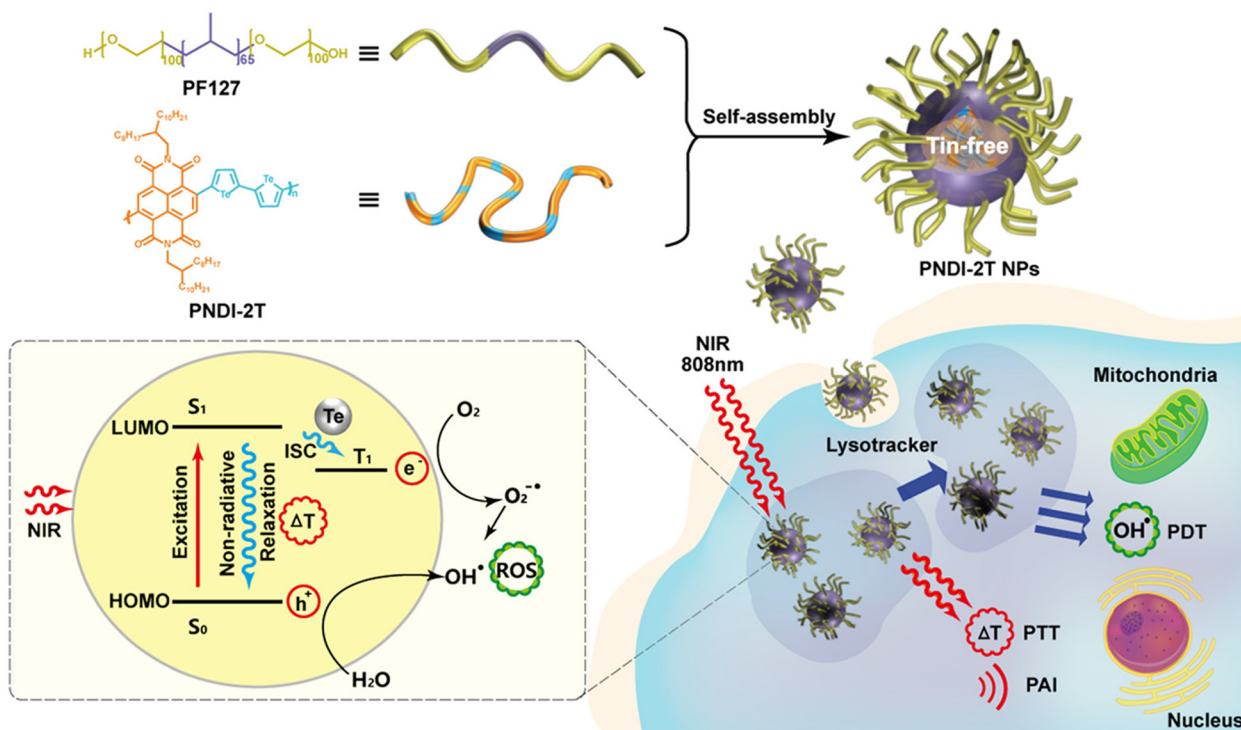 H
O
100
65
O
100
OH
≡
PF127
Self-assembly
Tin-free
PNDI-2T NPs
C₁₀H₂₁
C₈H₁₇
O
N
O
Te
Te
n
≡
O
N
O
C₈H₁₇
C₁₀H₂₁
PNDI-2T
NIR
808nm
Lysotracker
Mitochondria
OH• PDT
ΔT PTT
PAI
Nucleus
S₁
LUMO
Te
ISC
T₁
e⁻
O₂
O₂⁻•
NIR
Excitation
Non-radiative
Relaxation
ΔT
OH•
ROS
HOMO
S₀
h⁺
H₂O